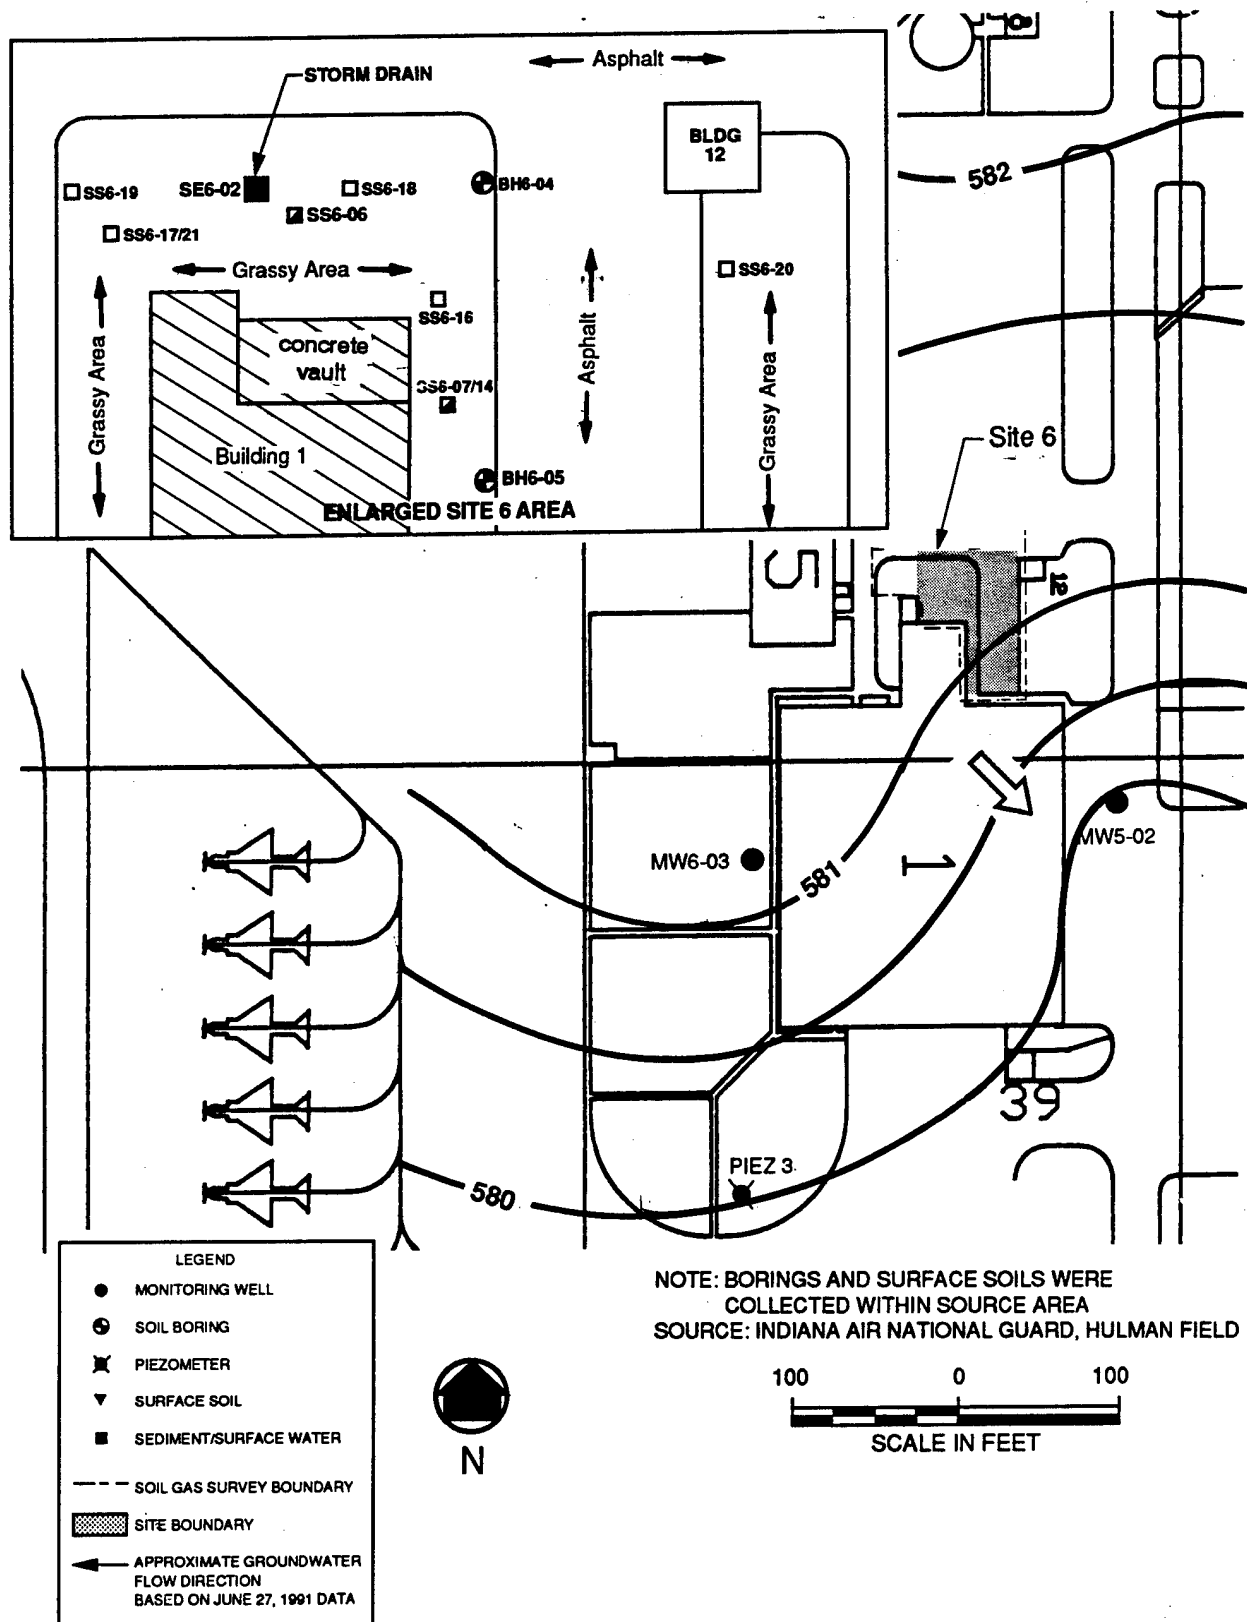 Asphalt
STORM DRAIN
BLDG
12
SS6-19
SE6-02
SS6-18
BH6-04
SS6-06
SS6-17/21
Grassy Area
SS6-20
SS6-16
concrete
vault
Grassy Area
Asphalt
Grassy Area
SS6-07/14
Building 1
BH6-05
ENLARGED SITE 6 AREA
582
Site 6
5
12
MW5-02
MW6-03
581
1
39
PIEZ 3
580
LEGEND
MONITORING WELL
SOIL BORING
PIEZOMETER
SURFACE SOIL
SEDIMENT/SURFACE WATER
SOIL GAS SURVEY BOUNDARY
SITE BOUNDARY
APPROXIMATE GROUNDWATER
FLOW DIRECTION
BASED ON JUNE 27, 1991 DATA
N
NOTE: BORINGS AND SURFACE SOILS WERE
COLLECTED WITHIN SOURCE AREA
SOURCE: INDIANA AIR NATIONAL GUARD, HULMAN FIELD
100 0 100
SCALE IN FEET